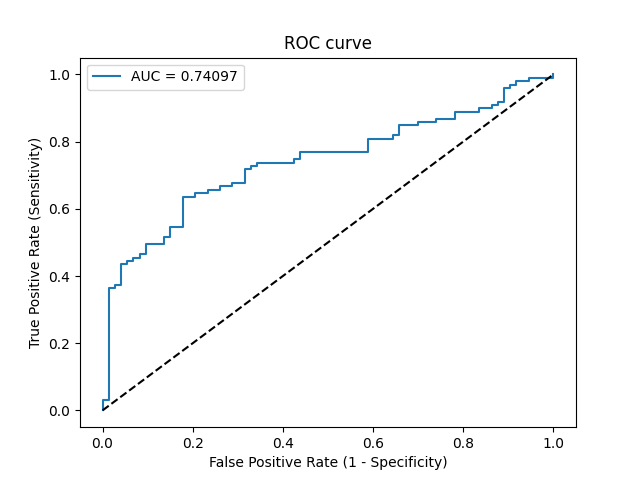 ROC curve
AUC = 0.74097
True Positive Rate (Sensitivity)
1.0
0.8
0.6
0.4
0.2
0.0
0.0 0.2 0.4 0.6 0.8 1.0
False Positive Rate (1 - Specificity)